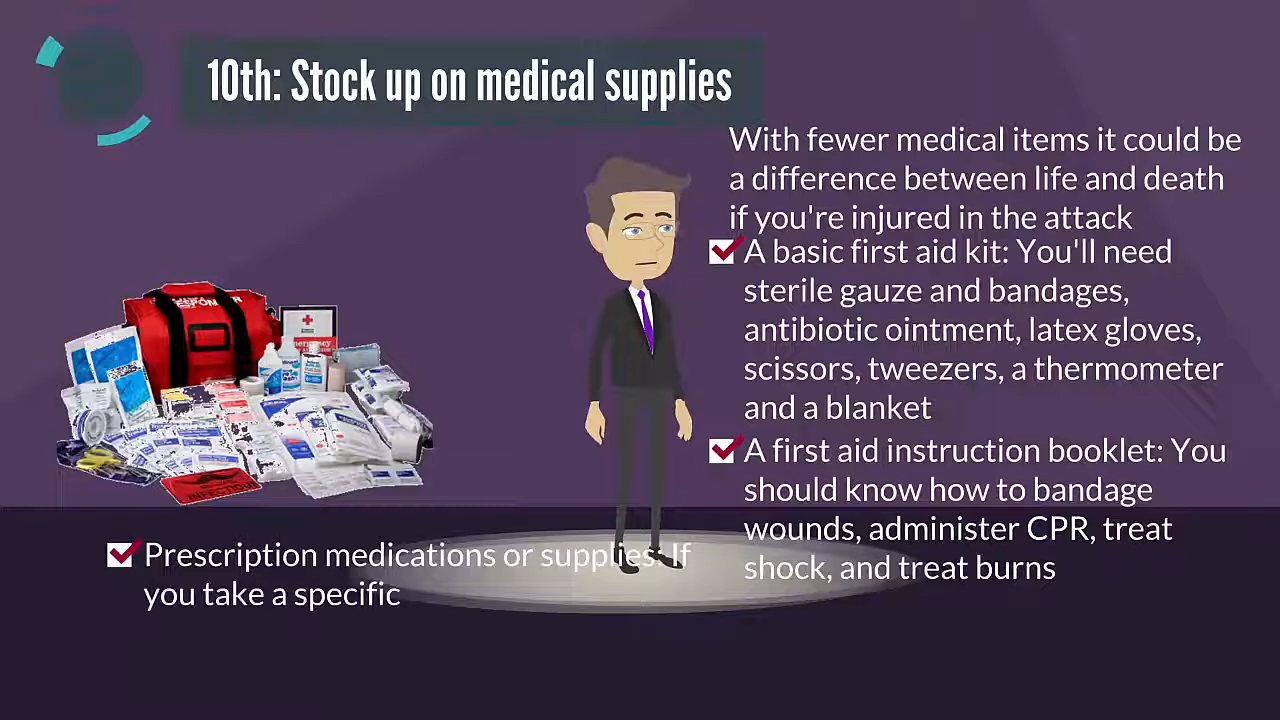 10th: Stock up on medical supplies
With fewer medical items it could be
a difference between life and death
if you're injured in the attack
A basic first aid kit: You'll need
sterile gauze and bandages,
antibiotic ointment, latex gloves,
scissors, tweezers, a thermometer
and a blanket
A first aid instruction booklet: You
should know how to bandage
wounds, administer CPR, treat
shock, and treat burns
Prescription medications or supplies: If
you take a specific